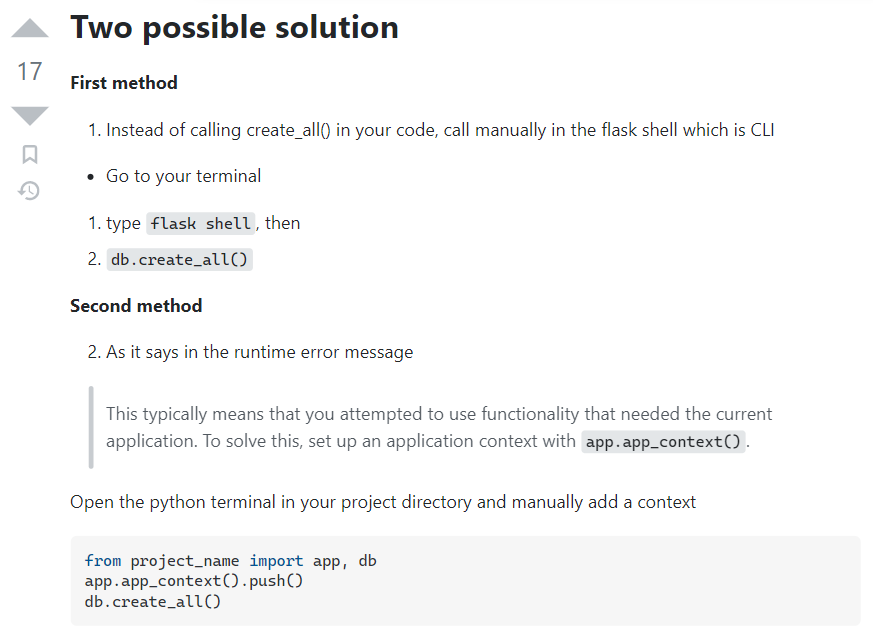 Two possible solution
17
First method
1. Instead of calling create_all() in your code, call manually in the flask shell which is CLI
• Go to your terminal
1. type flask shell, then
2. db.create_all()
Second method
2. As it says in the runtime error message
This typically means that you attempted to use functionality that needed the current
application. To solve this, set up an application context with app.app_context().
Open the python terminal in your project directory and manually add a context
from project_name import app, db
app.app_context().push()
db.create_all()